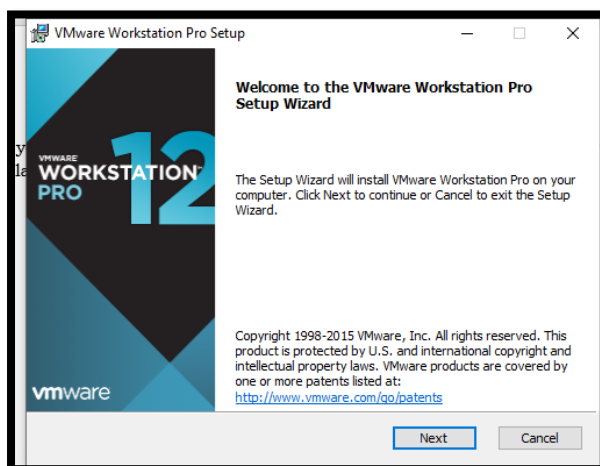 VMware Workstation Pro Setup
Welcome to the VMware Workstation Pro
Setup Wizard
y
la
VMWARE
WORKSTATION™
PRO
12
The Setup Wizard will install VMware Workstation Pro on your
computer. Click Next to continue or Cancel to exit the Setup
Wizard.
Copyright 1998-2015 VMware, Inc. All rights reserved. This
product is protected by U.S. and international copyright and
intellectual property laws. VMware products are covered by
one or more patents listed at:
http://www.vmware.com/go/patents
vmware
Next
Cancel